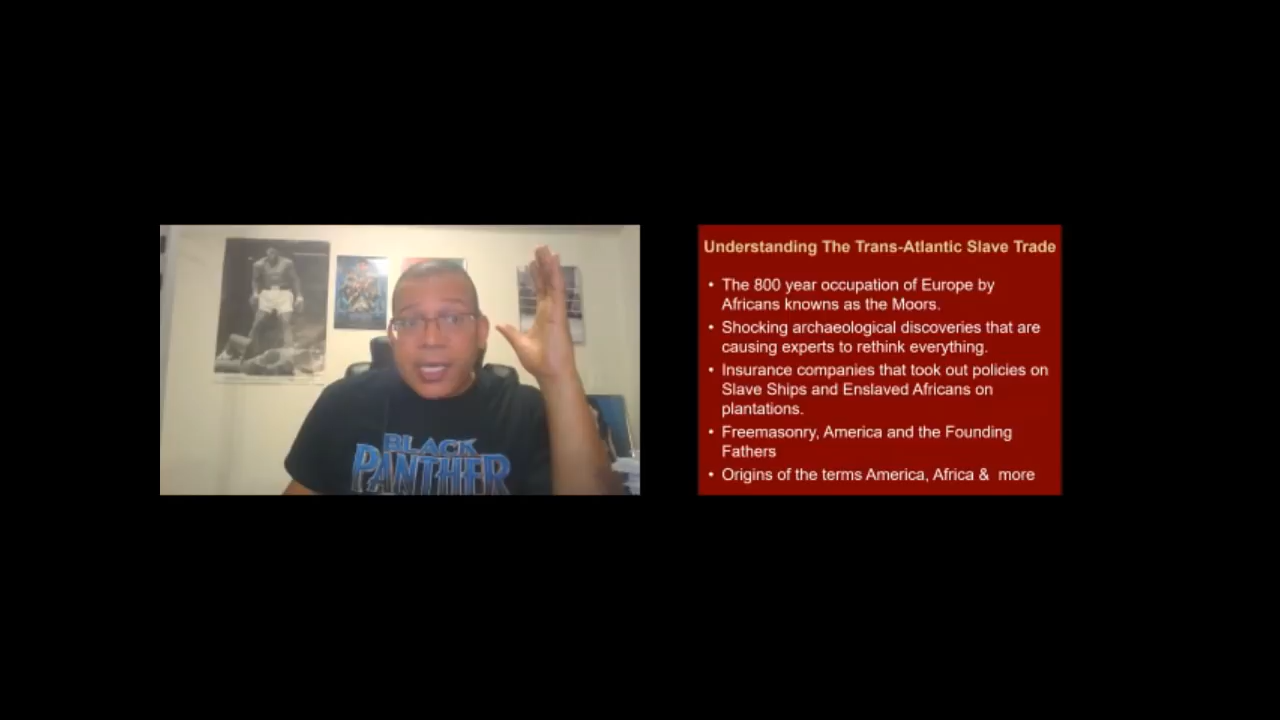 BLACK
PANTHER
Understanding The Trans-Atlantic Slave Trade
• The 800 year occupation of Europe by
Africans knowns as the Moors.
• Shocking archaeological discoveries that are
causing experts to rethink everything.
• Insurance companies that took out policies on
Slave Ships and Enslaved Africans on
plantations.
• Freemasonry, America and the Founding
Fathers
• Origins of the terms America, Africa & more